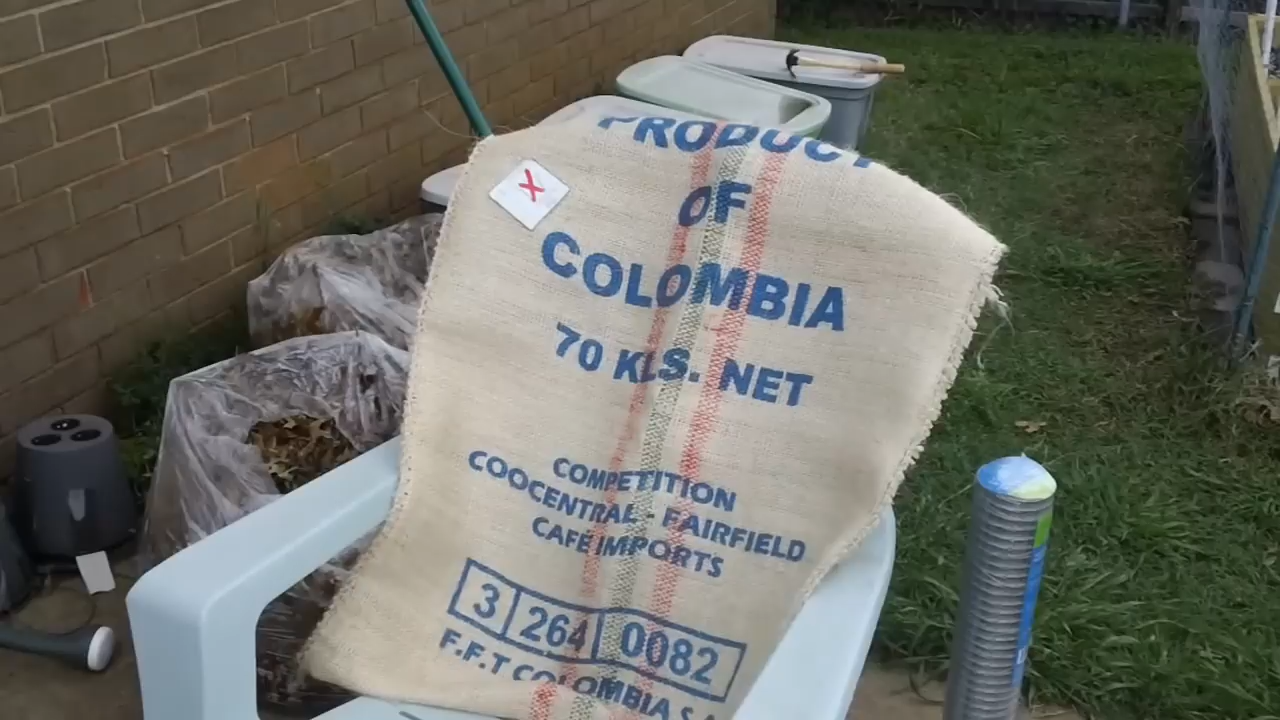 PRODUCT
OF
COLOMBIA
70 KLS. NET
COMPETITION
COOCENTRAL - FAIRFIELD
CAFE IMPORTS
3 264 0082
F.F.T COLOMBIA S.A
X